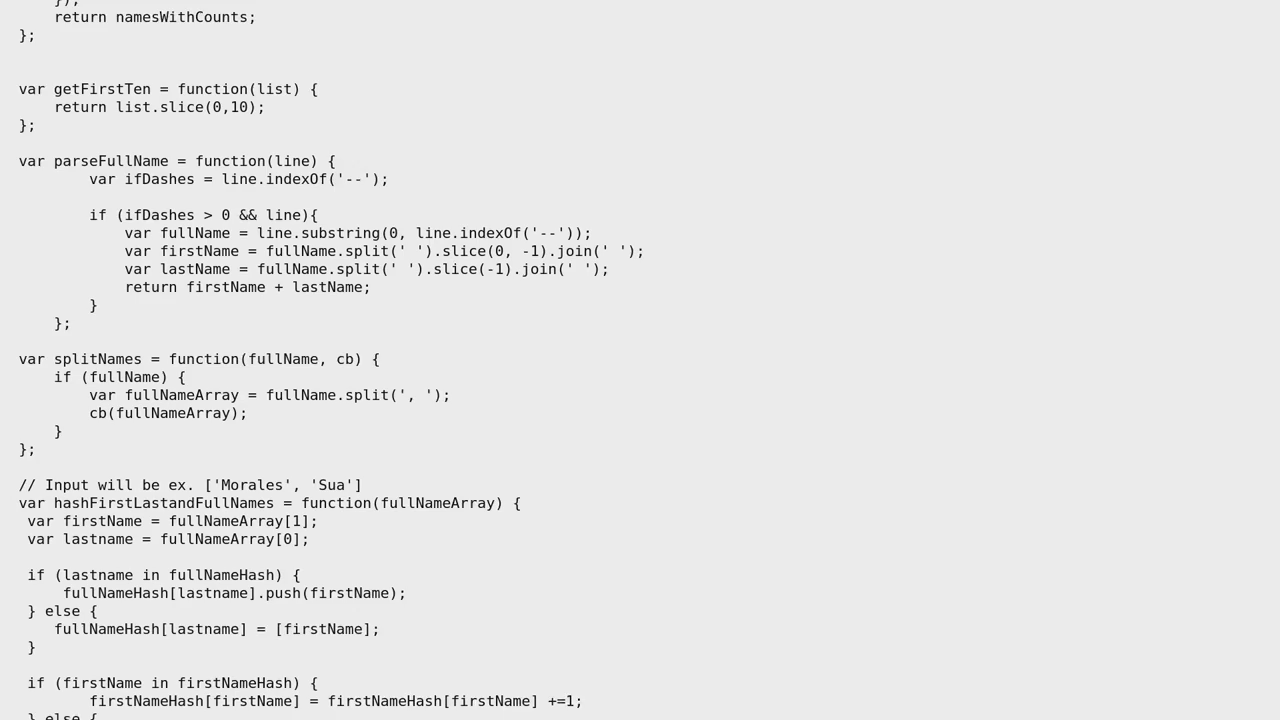 });
    return namesWithCounts;
};


var getFirstTen = function(list) {
    return list.slice(0,10);
};

var parseFullName = function(line) {
        var ifDashes = line.indexOf('--');

        if (ifDashes > 0 && line){
            var fullName = line.substring(0, line.indexOf('--'));
            var firstName = fullName.split(' ').slice(0, -1).join(' ');
            var lastName = fullName.split(' ').slice(-1).join(' ');
            return firstName + lastName;
        }
    };

var splitNames = function(fullName, cb) {
    if (fullName) {
        var fullNameArray = fullName.split(', ');
        cb(fullNameArray);
    }
};

// Input will be ex. ['Morales', 'Sua']
var hashFirstLastandFullNames = function(fullNameArray) {
 var firstName = fullNameArray[1];
 var lastname = fullNameArray[0];

 if (lastname in fullNameHash) {
     fullNameHash[lastname].push(firstName);
 } else {
    fullNameHash[lastname] = [firstName];
 }

 if (firstName in firstNameHash) {
        firstNameHash[firstName] = firstNameHash[firstName] +=1;
 } else {